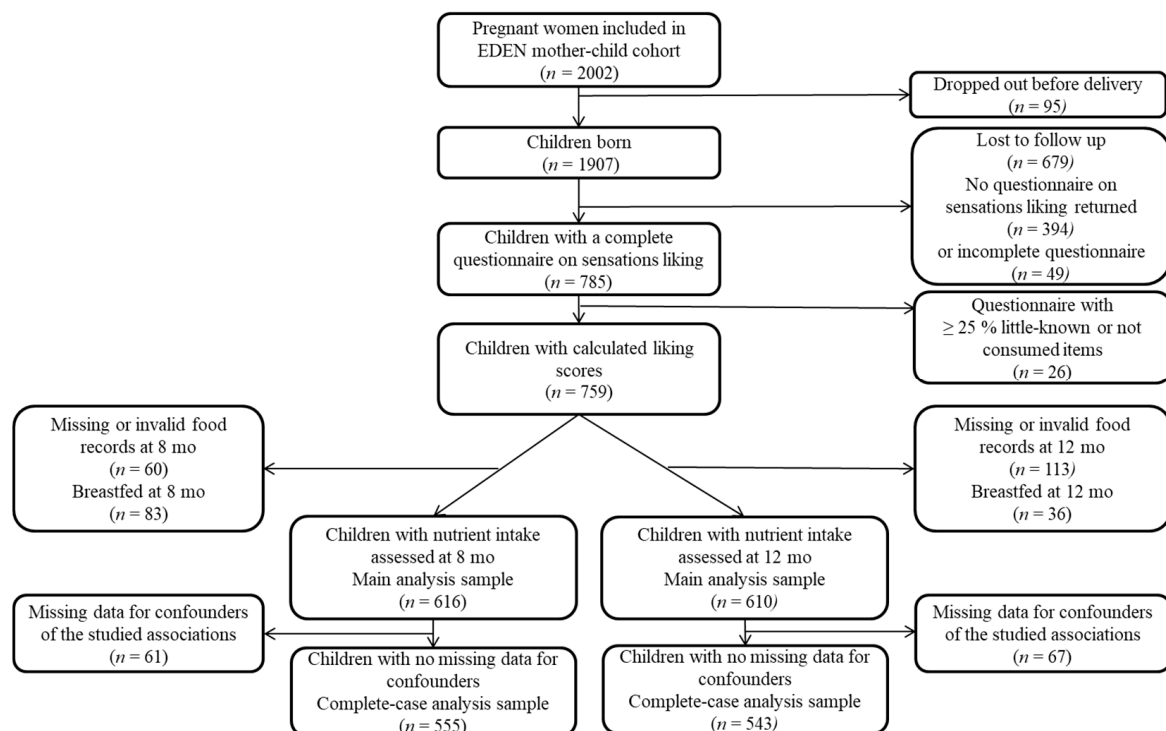 Pregnant women included in
EDEN mother-child cohort
(n = 2002)
Dropped out before delivery
(n = 95)
Children born
(n = 1907)
Lost to follow up
(n = 679)
No questionnaire on
sensations liking returned
(n = 394)
or incomplete questionnaire
(n = 49)
Children with a complete
questionnaire on sensations liking
(n = 785)
Questionnaire with
≥ 25 % little-known or not
consumed items
(n = 26)
Children with calculated liking
scores
(n = 759)
Missing or invalid food
records at 8 mo
(n = 60)
Breastfed at 8 mo
(n = 83)
Missing or invalid food
records at 12 mo
(n = 113)
Breastfed at 12 mo
(n = 36)
Children with nutrient intake
assessed at 8 mo
Main analysis sample
(n = 616)
Children with nutrient intake
assessed at 12 mo
Main analysis sample
(n = 610)
Missing data for confounders
of the studied associations
(n = 61)
Missing data for confounders
of the studied associations
(n = 67)
Children with no missing data for
confounders
Complete-case analysis sample
(n = 555)
Children with no missing data for
confounders
Complete-case analysis sample
(n = 543)